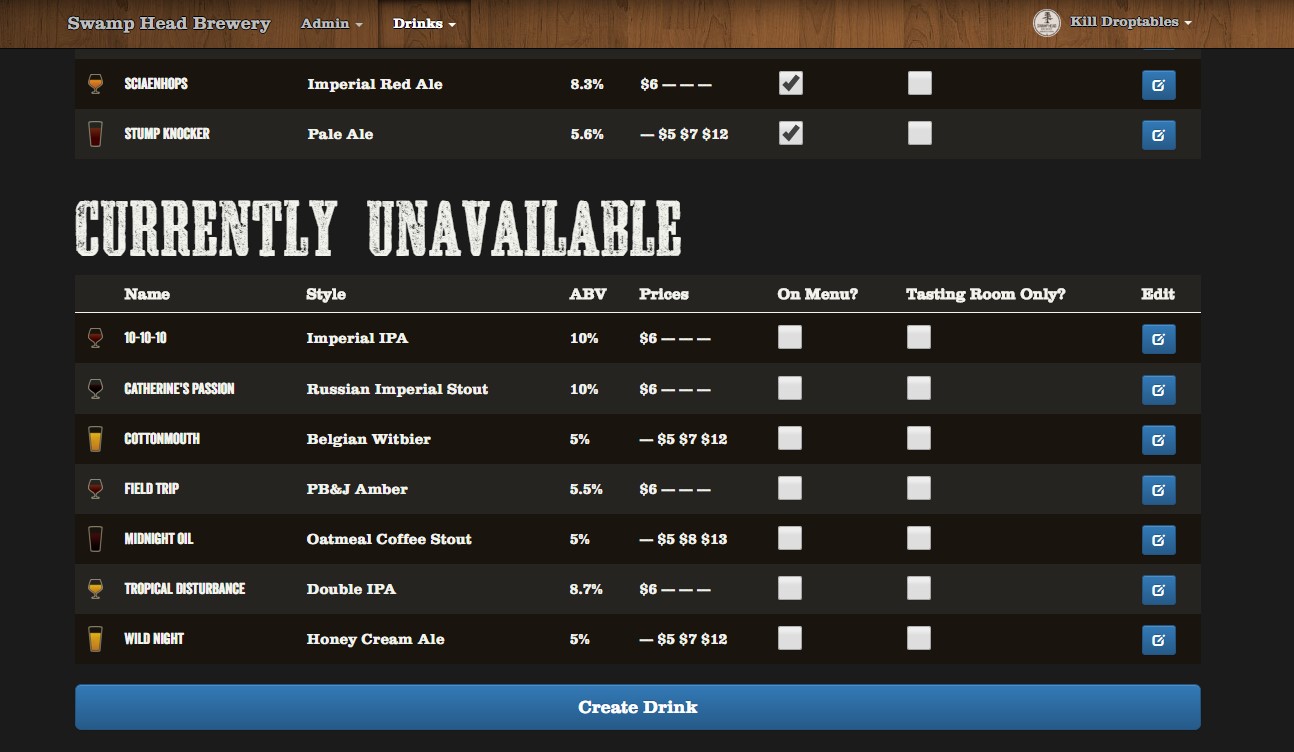 Swamp Head Brewery Admin Drinks Kill Droptables
SCIAENHOPS Imperial Red Ale 8.3% $6 — — —
STUMP KNOCKER Pale Ale 5.6% — $5 $7 $12
CURRENTLY UNAVAILABLE
Name Style ABV Prices On Menu? Tasting Room Only? Edit
10-10-10 Imperial IPA 10% $6 — — —
CATHERINE'S PASSION Russian Imperial Stout 10% $6 — — —
COTTONMOUTH Belgian Witbier 5% — $5 $7 $12
FIELD TRIP PB&J Amber 5.5% $6 — — —
MIDNIGHT OIL Oatmeal Coffee Stout 5% — $5 $8 $13
TROPICAL DISTURBANCE Double IPA 8.7% $6 — — —
WILD NIGHT Honey Cream Ale 5% — $5 $7 $12
Create Drink